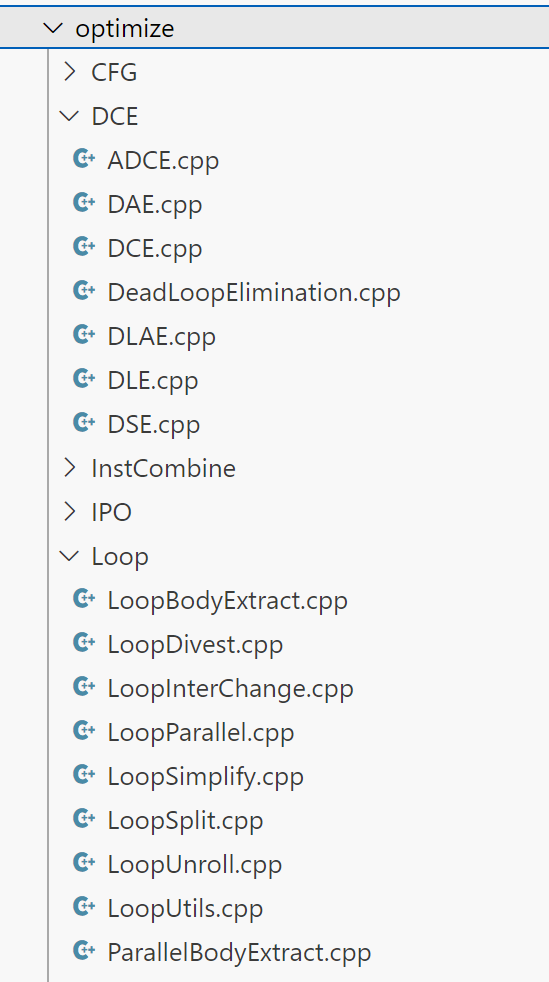 optimize
CFG
DCE
ADCE.cpp
DAE.cpp
DCE.cpp
DeadLoopElimination.cpp
DLAE.cpp
DLE.cpp
DSE.cpp
InstCombine
IPO
Loop
LoopBodyExtract.cpp
LoopDivest.cpp
LoopInterChange.cpp
LoopParallel.cpp
LoopSimplify.cpp
LoopSplit.cpp
LoopUnroll.cpp
LoopUtils.cpp
ParallelBodyExtract.cpp